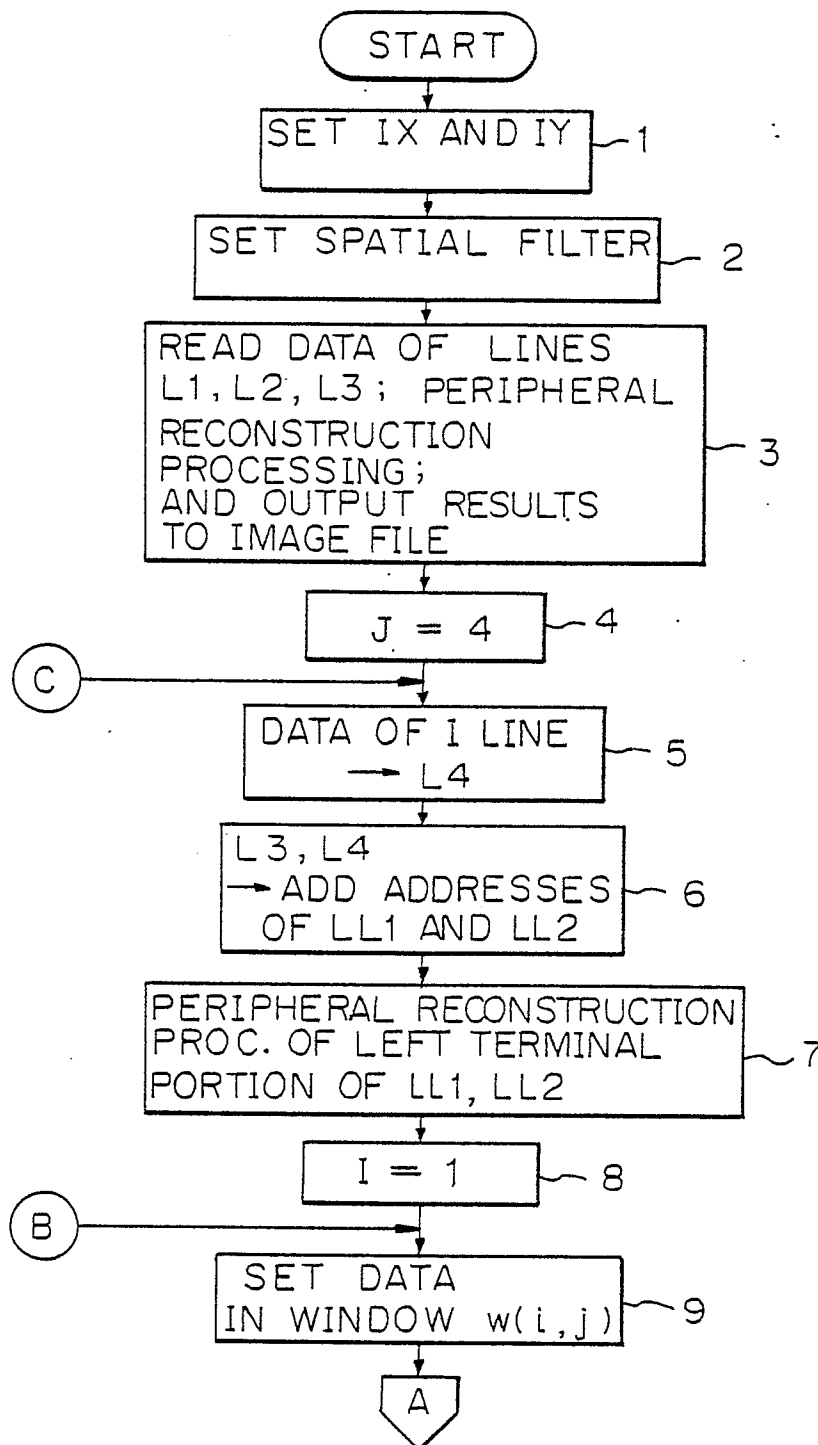 START
SET IX AND IY
1
SET SPATIAL FILTER
2
READ DATA OF LINES
L1, L2, L3; PERIPHERAL
RECONSTRUCTION
PROCESSING;
AND OUTPUT RESULTS
TO IMAGE FILE
3
J = 4
4
C
DATA OF I LINE
→ L4
5
L3, L4
→ ADD ADDRESSES
OF LL1 AND LL2
6
PERIPHERAL RECONSTRUCTION
PROC. OF LEFT TERMINAL
PORTION OF LL1, LL2
7
I = 1
8
B
SET DATA
IN WINDOW w(i,j)
9
A